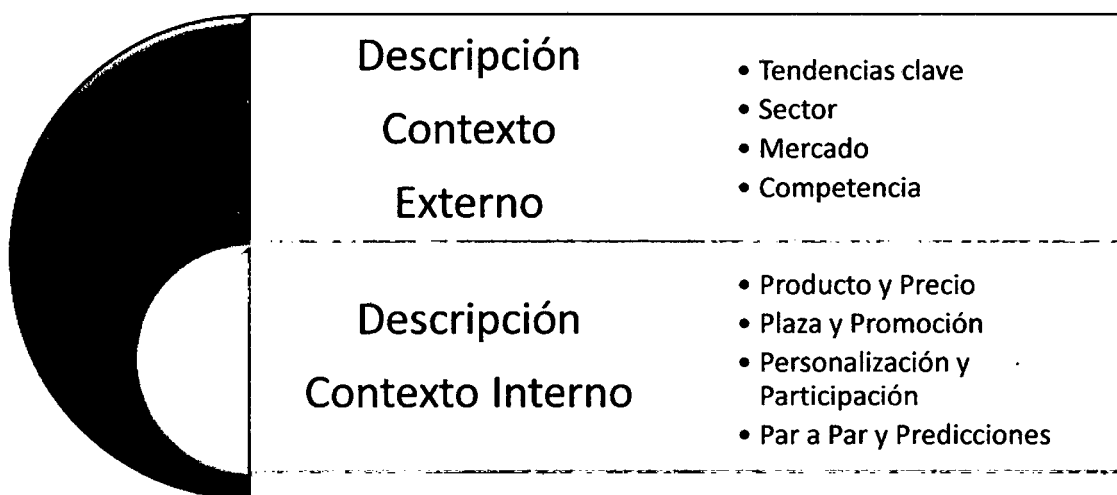 Descripción
Contexto
Externo
• Tendencias clave
• Sector
• Mercado
• Competencia
Descripción
Contexto Interno
• Producto y Precio
• Plaza y Promoción
• Personalización y
Participación
• Par a Par y Predicciones